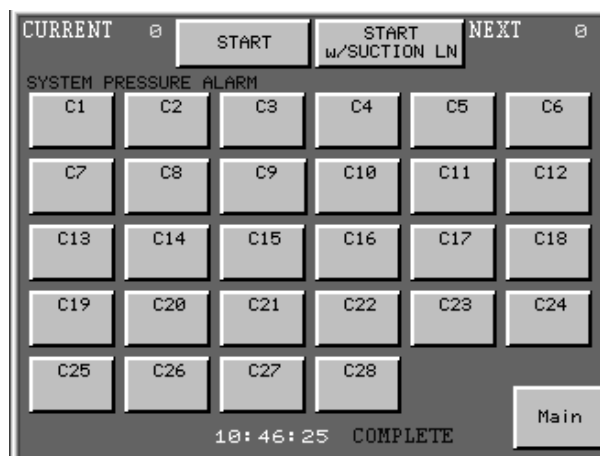 CURRENT 0 START START NEXT 0
w/SUCTION LN
SYSTEM PRESSURE ALARM
C1 C2 C3 C4 C5 C6
C7 C8 C9 C10 C11 C12
C13 C14 C15 C16 C17 C18
C19 C20 C21 C22 C23 C24
C25 C26 C27 C28
Main
10:46:25 COMPLETE